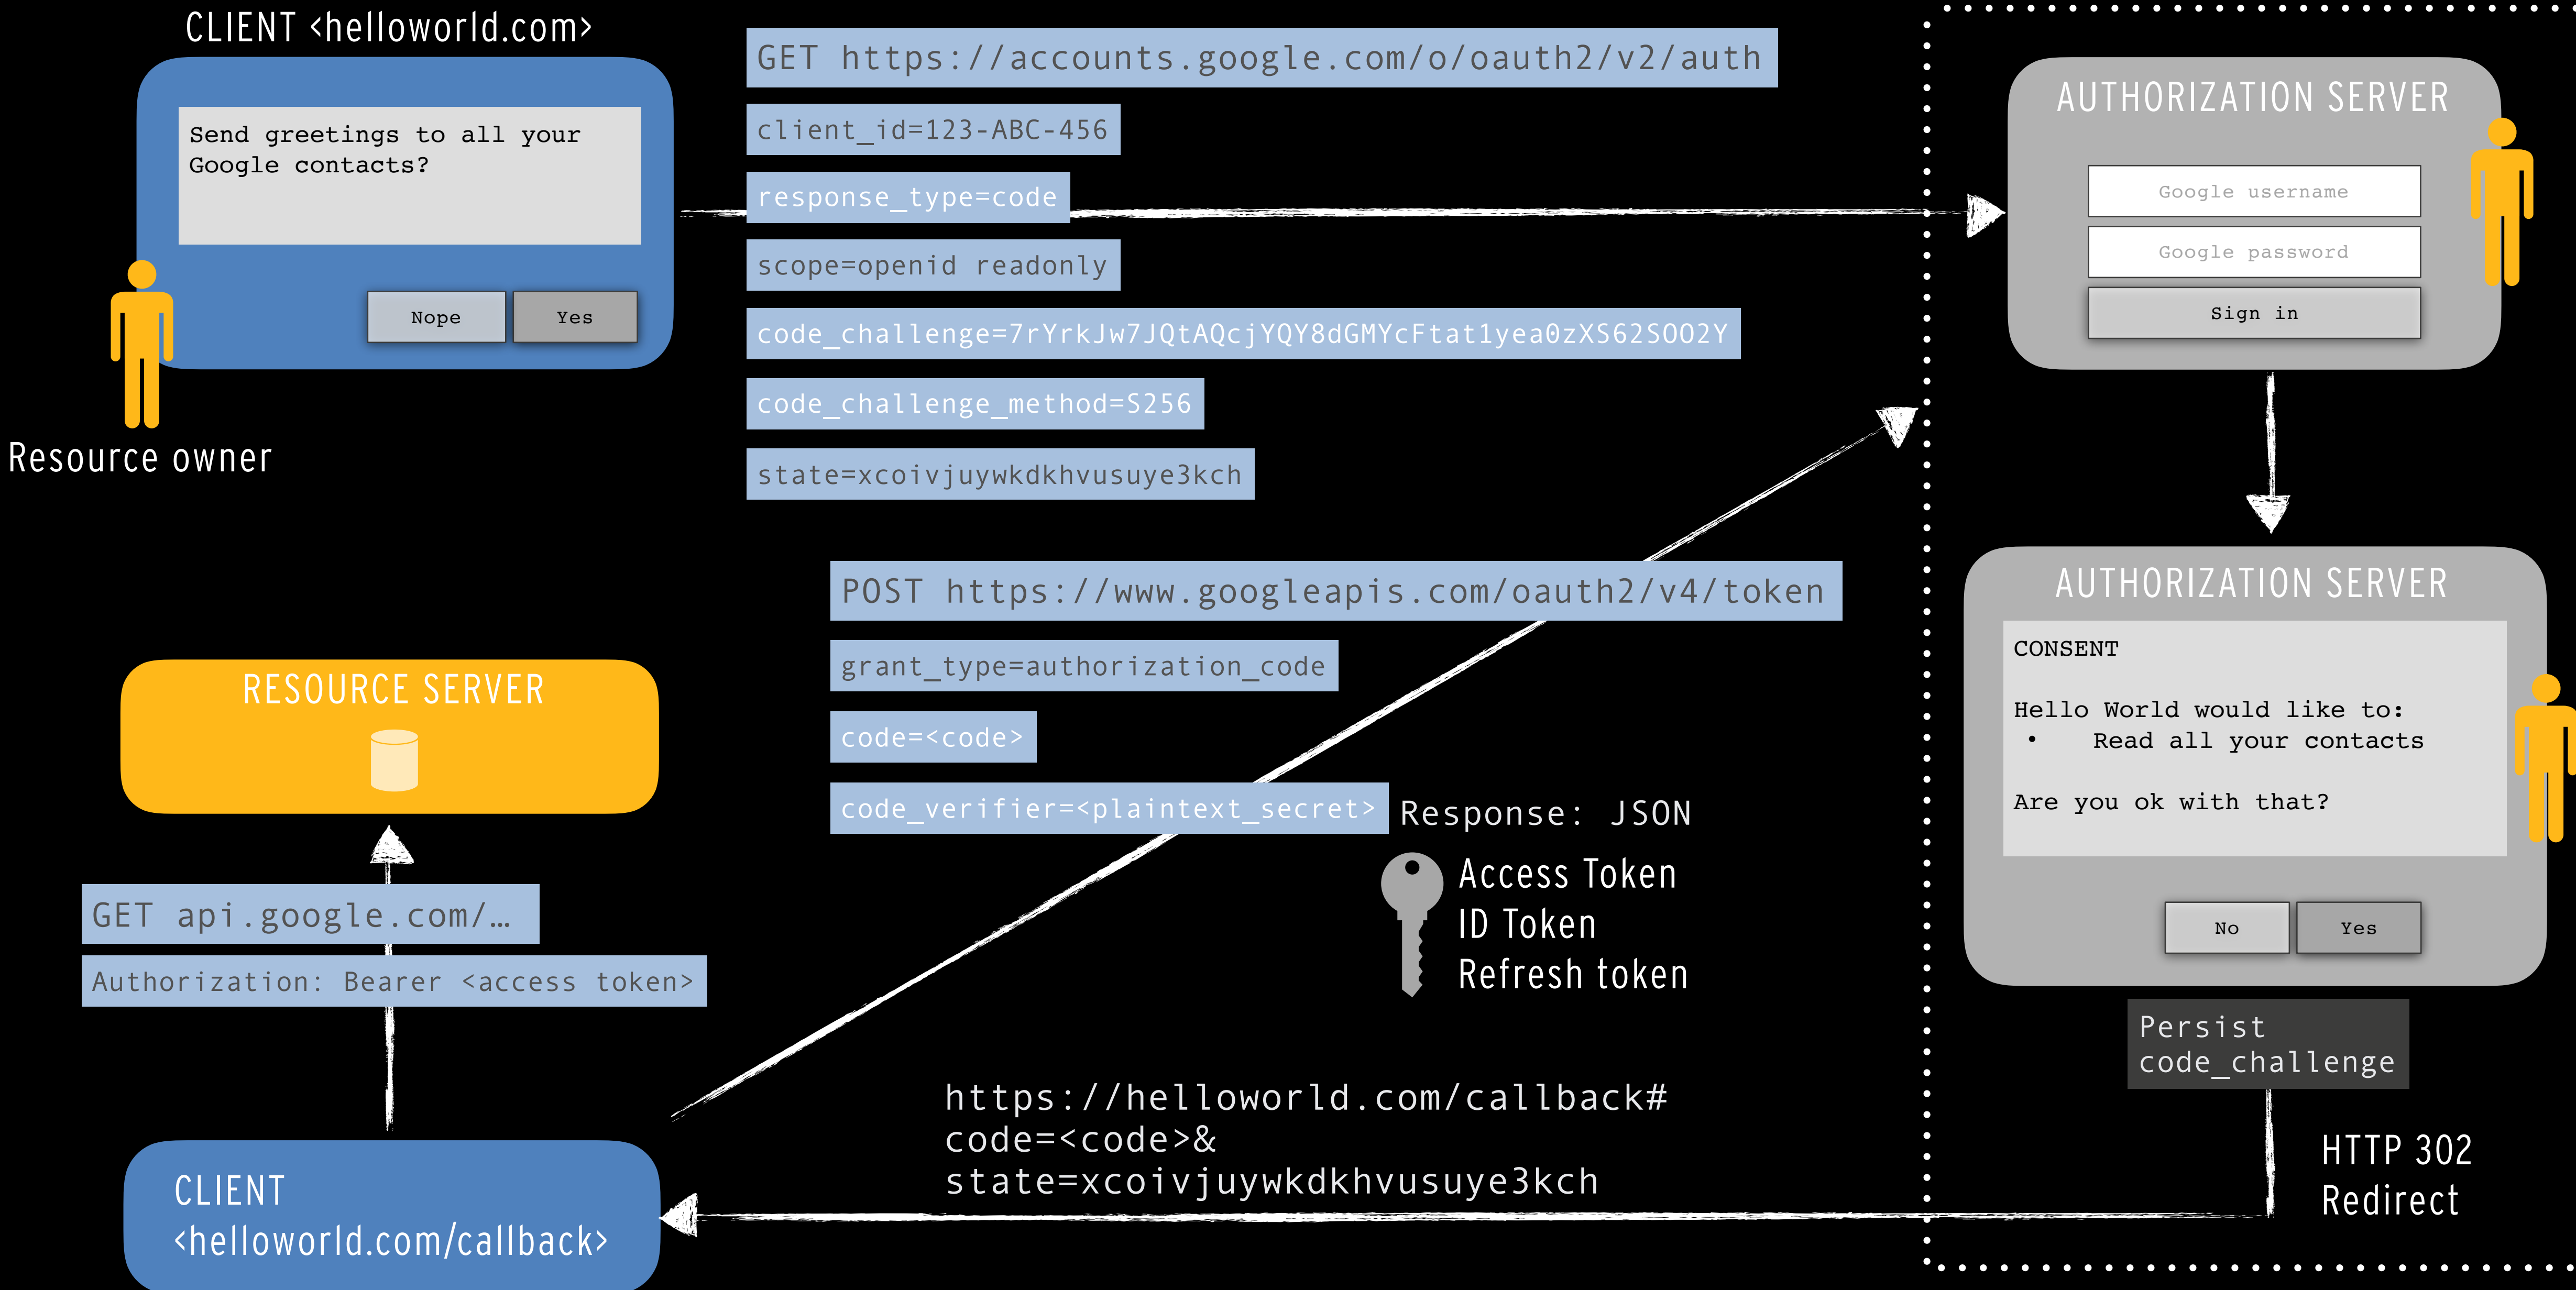 CLIENT <helloworld.com>
Send greetings to all your
Google contacts?
Nope
Yes
Resource owner
GET https://accounts.google.com/o/oauth2/v2/auth
client_id=123-ABC-456
response_type=code
scope=openid readonly
code_challenge=7rYrkJw7JQtAQcjYQY8dGMYcFtat1yea0zXS62SOO2Y
code_challenge_method=S256
state=xcoivjuywkdkhvusuye3kch
AUTHORIZATION SERVER
Google username
Google password
Sign in
AUTHORIZATION SERVER
CONSENT
Hello World would like to:
• Read all your contacts
Are you ok with that?
No
Yes
Persist
code_challenge
HTTP 302
Redirect
https://helloworld.com/callback#
code=<code>&
state=xcoivjuywkdkhvusuye3kch
POST https://www.googleapis.com/oauth2/v4/token
grant_type=authorization_code
code=<code>
code_verifier=<plaintext_secret>
Response: JSON
Access Token
ID Token
Refresh token
RESOURCE SERVER
GET api.google.com/…
Authorization: Bearer <access token>
CLIENT
<helloworld.com/callback>